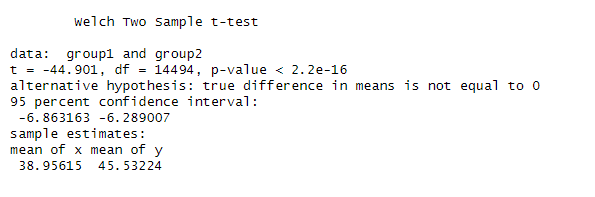 Welch Two Sample t-test
data:  group1 and group2
t = -44.901, df = 14494, p-value < 2.2e-16
alternative hypothesis: true difference in means is not equal to 0
95 percent confidence interval:
 -6.863163 -6.289007
sample estimates:
mean of x mean of y
 38.95615  45.53224